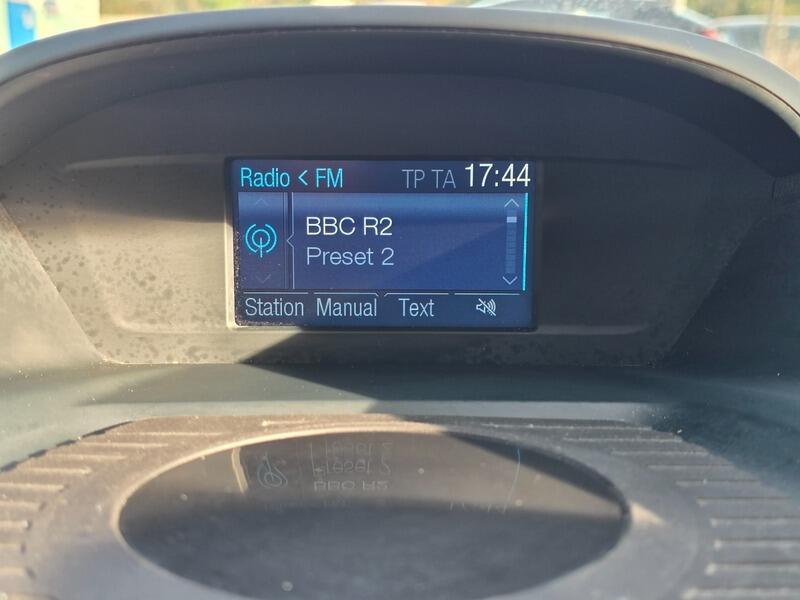 Radio < FM TP TA 17:44
BBC R2
Preset 2
Station Manual Text